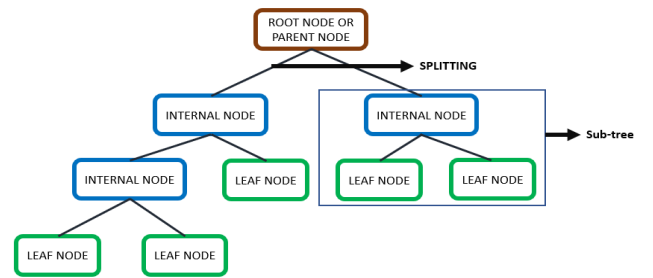 ROOT NODE OR
PARENT NODE
SPLITTING
INTERNAL NODE
INTERNAL NODE
Sub-tree
INTERNAL NODE
LEAF NODE
LEAF NODE
LEAF NODE
LEAF NODE
LEAF NODE